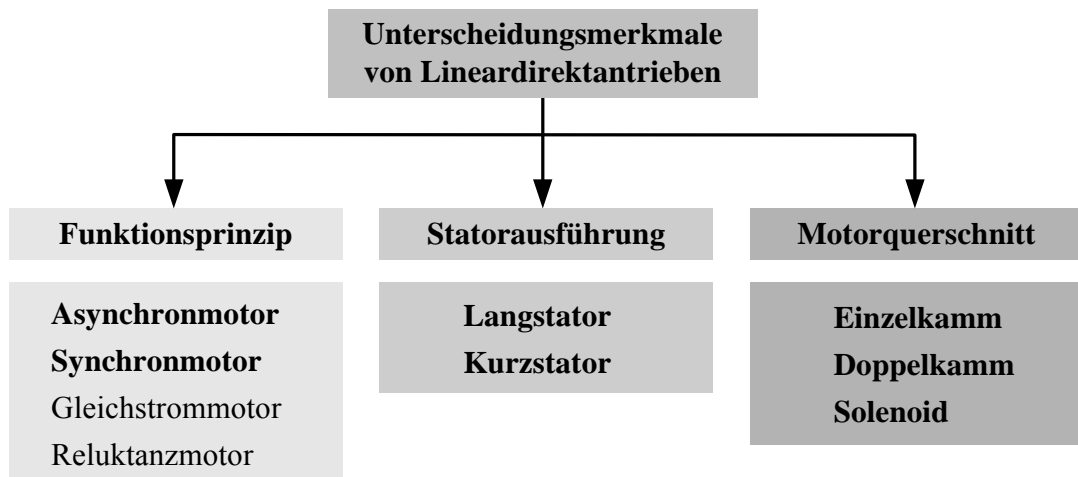 Unterscheidungsmerkmale
von Lineardirektantrieben
Funktionsprinzip
Asynchronmotor
Synchronmotor
Gleichstrommotor
Reluktanzmotor
Statorausführung
Langstator
Kurzstator
Motorquerschnitt
Einzelkamm
Doppelkamm
Solenoid